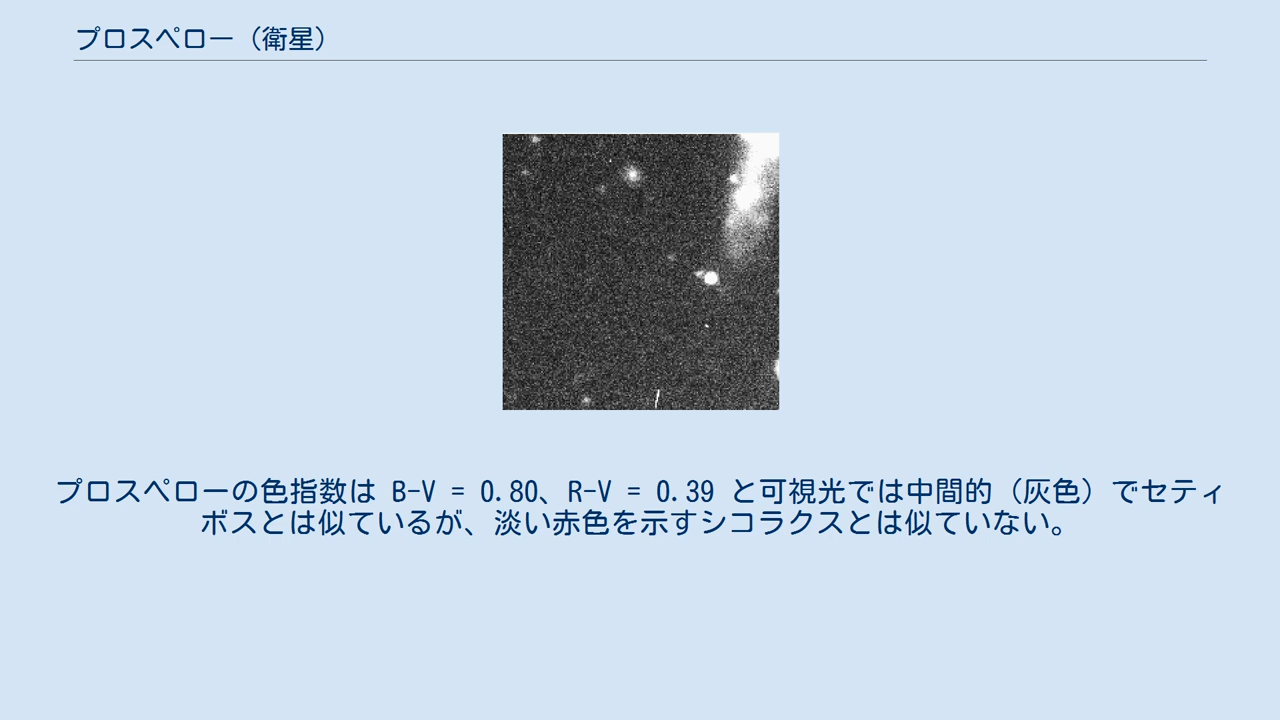 プロスペロー（衛星）
プロスペローの色指数は B-V = 0.80、R-V = 0.39 と可視光では中間的（灰色）でセティ
ボスとは似ているが、淡い赤色を示すシコラクスとは似ていない。